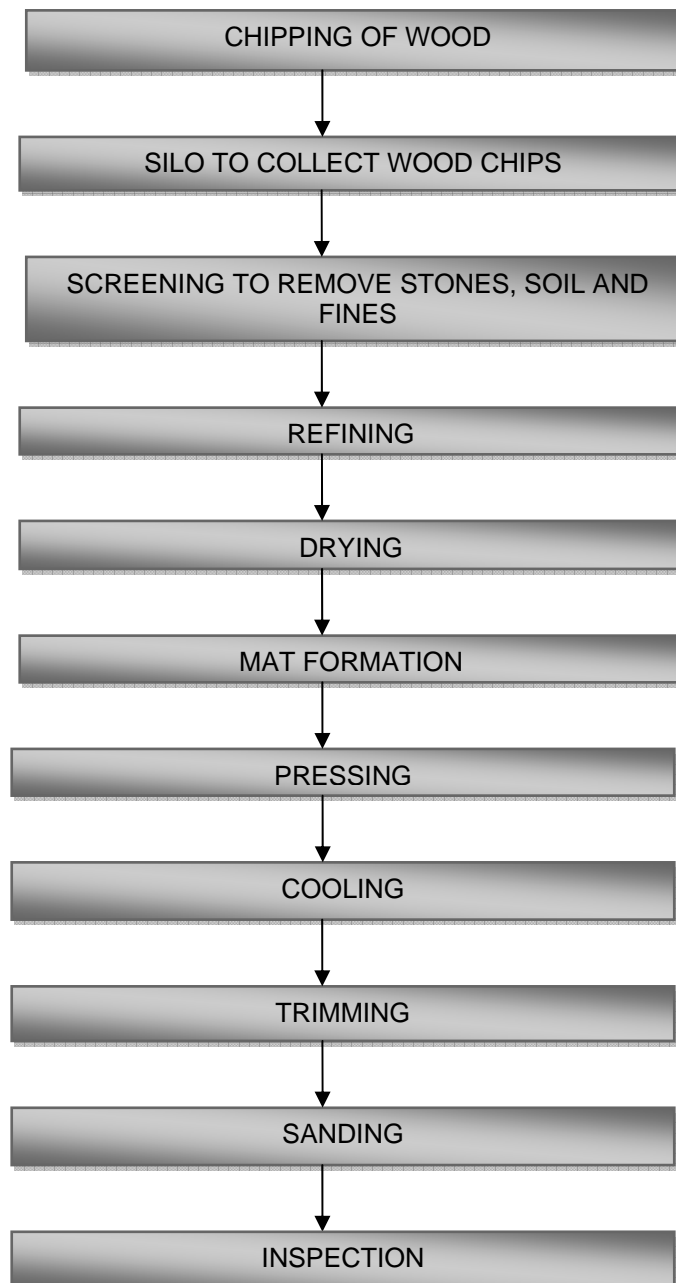 CHIPPING OF WOOD
SILO TO COLLECT WOOD CHIPS
SCREENING TO REMOVE STONES, SOIL AND
FINES
REFINING
DRYING
MAT FORMATION
PRESSING
COOLING
TRIMMING
SANDING
INSPECTION